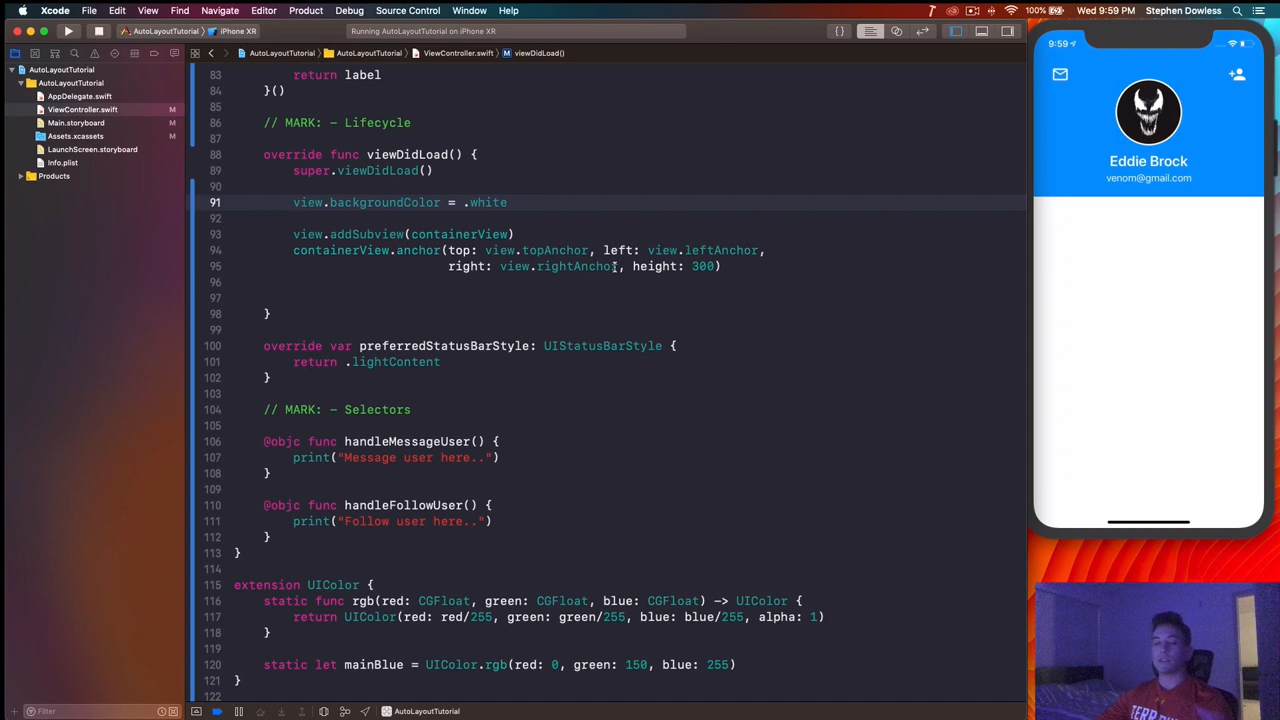 Xcode File Edit View Find Navigate Editor Product Debug Source Control Window Help 100% Wed 9:59 PM Stephen Dowless
AutoLayoutTutorial iPhone XR Running AutoLayoutTutorial on iPhone XR
AutoLayoutTutorial AutoLayoutTutorial ViewController.swift M viewDidLoad()
AutoLayoutTutorial
AutoLayoutTutorial
AppDelegate.swift
ViewController.swift M
Main.storyboard
Assets.xcassets M
LaunchScreen.storyboard
Info.plist
Products
Filter
83 return label
84 }()
85
86 // MARK: - Lifecycle
87
88 override func viewDidLoad() {
89 super.viewDidLoad()
90
91 view.backgroundColor = .white
92
93 view.addSubview(containerView)
94 containerView.anchor(top: view.topAnchor, left: view.leftAnchor,
95 right: view.rightAnchor, height: 300)
96
97
98 }
99
100 override var preferredStatusBarStyle: UIStatusBarStyle {
101 return .lightContent
102 }
103
104 // MARK: - Selectors
105
106 @objc func handleMessageUser() {
107 print("Message user here..")
108 }
109
110 @objc func handleFollowUser() {
111 print("Follow user here..")
112 }
113 }
114
115 extension UIColor {
116 static func rgb(red: CGFloat, green: CGFloat, blue: CGFloat) -> UIColor {
117 return UIColor(red: red/255, green: green/255, blue: blue/255, alpha: 1)
118 }
119
120 static let mainBlue = UIColor.rgb(red: 0, green: 150, blue: 255)
121 }
122
AutoLayoutTutorial
9:59
Eddie Brock
venom@gmail.com